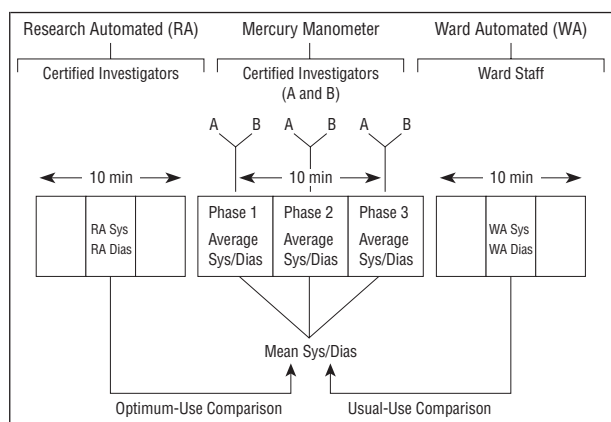 Research Automated (RA)
Mercury Manometer
Ward Automated (WA)
Certified Investigators
Certified Investigators
(A and B)
Ward Staff
A B A B A B
10 min
10 min
10 min
RA Sys
RA Dias
Phase 1
Average
Sys/Dias
Phase 2
Average
Sys/Dias
Phase 3
Average
Sys/Dias
WA Sys
WA Dias
Mean Sys/Dias
Optimum-Use Comparison
Usual-Use Comparison